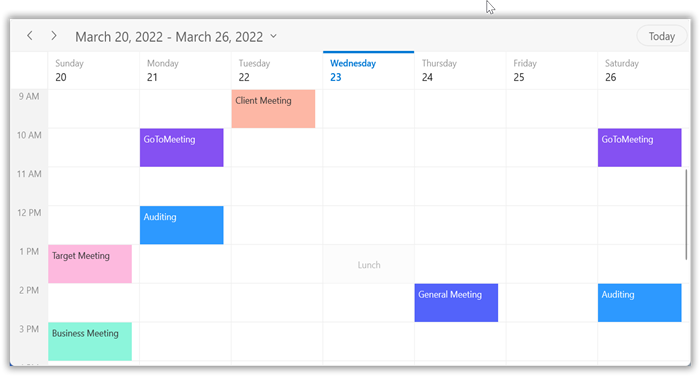 March 20, 2022 - March 26, 2022
Today
Sunday Monday Tuesday Wednesday Thursday Friday Saturday
20 21 22 23 24 25 26
9 AM
Client Meeting
10 AM
GoToMeeting GoToMeeting
11 AM
12 PM
Auditing
1 PM
Target Meeting
Lunch
2 PM
General Meeting Auditing
3 PM
Business Meeting